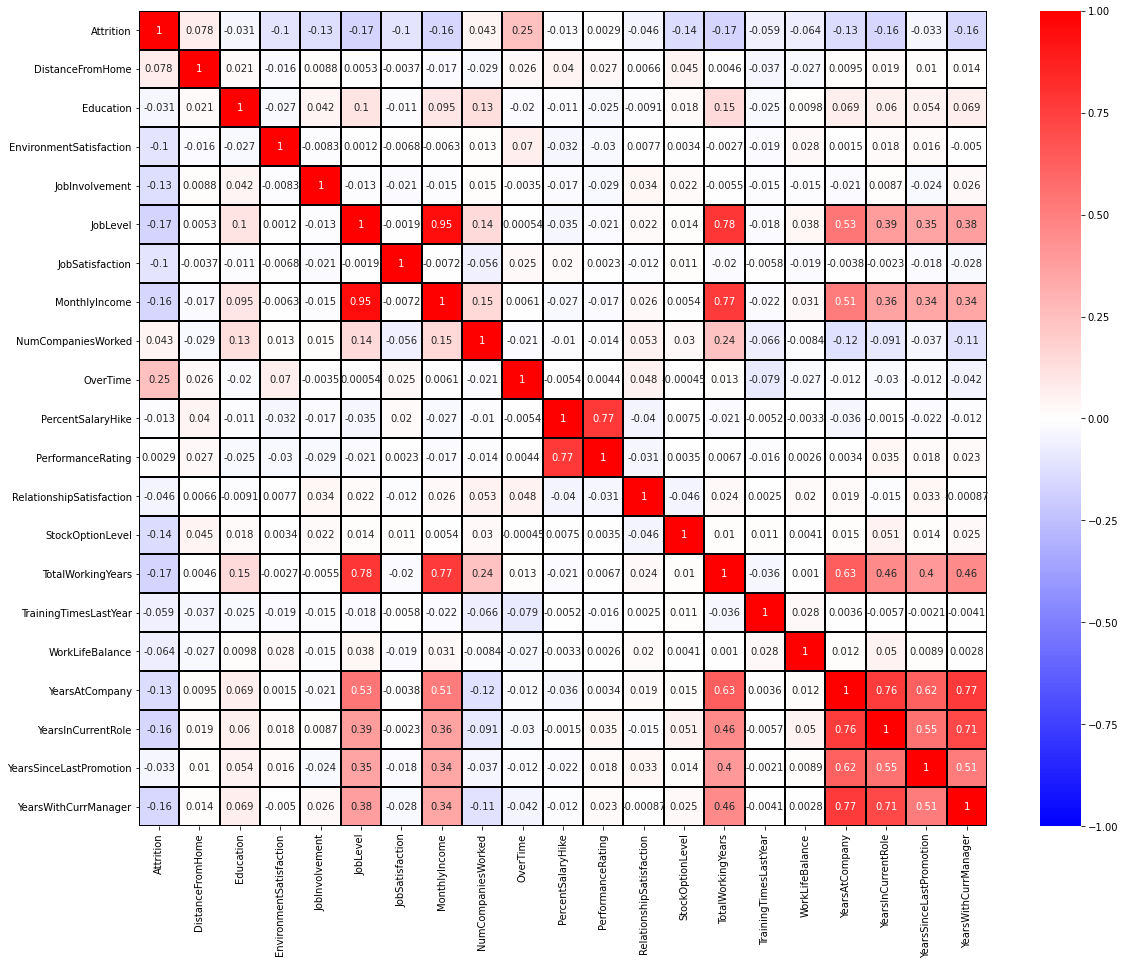 Attrition 1 0.078 -0.031 -0.1 -0.13 -0.17 -0.1 -0.16 0.043 0.25 -0.013 0.0029 -0.046 -0.14 -0.17 -0.059 -0.064 -0.13 -0.16 -0.033 -0.16
DistanceFromHome 0.078 1 0.021 -0.016 0.0088 0.0053 -0.0037 -0.017 -0.029 0.026 0.04 0.027 0.0066 0.045 0.0046 -0.037 -0.027 0.0095 0.019 0.01 0.014
Education -0.031 0.021 1 -0.027 0.042 0.1 -0.011 0.095 0.13 -0.02 -0.011 -0.025 -0.0091 0.018 0.15 -0.025 0.0098 0.069 0.06 0.054 0.069
EnvironmentSatisfaction -0.1 -0.016 -0.027 1 -0.0083 0.0012 -0.0068 -0.0063 0.013 0.07 -0.032 -0.03 0.0077 0.0034 -0.0027 -0.019 0.028 0.0015 0.018 0.016 -0.005
JobInvolvement -0.13 0.0088 0.042 -0.0083 1 -0.013 -0.021 -0.015 0.015 -0.0035 -0.017 -0.029 0.034 0.022 -0.0055 -0.015 -0.015 -0.021 0.0087 -0.024 0.026
JobLevel -0.17 0.0053 0.1 0.0012 -0.013 1 -0.0019 0.95 0.14 0.00054 -0.035 -0.021 0.022 0.014 0.78 -0.018 0.038 0.53 0.39 0.35 0.38
JobSatisfaction -0.1 -0.0037 -0.011 -0.0068 -0.021 -0.0019 1 -0.0072 -0.056 0.025 0.02 0.0023 -0.012 0.011 -0.02 -0.0058 -0.019 -0.0038 -0.0023 -0.018 -0.028
MonthlyIncome -0.16 -0.017 0.095 -0.0063 -0.015 0.95 -0.0072 1 0.15 0.0061 -0.027 -0.017 0.026 0.0054 0.77 -0.022 0.031 0.51 0.36 0.34 0.34
NumCompaniesWorked 0.043 -0.029 0.13 0.013 0.015 0.14 -0.056 0.15 1 -0.021 -0.01 -0.014 0.053 0.03 0.24 -0.066 -0.0084 -0.12 -0.091 -0.037 -0.11
OverTime 0.25 0.026 -0.02 0.07 -0.0035 0.00054 0.025 0.0061 -0.021 1 -0.0054 0.0044 0.048 -0.00045 0.013 -0.079 -0.027 -0.012 -0.03 -0.012 -0.042
PercentSalaryHike -0.013 0.04 -0.011 -0.032 -0.017 -0.035 0.02 -0.027 -0.01 -0.0054 1 0.77 -0.04 0.0075 -0.021 -0.0052 -0.0033 -0.036 -0.0015 -0.022 -0.012
PerformanceRating 0.0029 0.027 -0.025 -0.03 -0.029 -0.021 0.0023 -0.017 -0.014 0.0044 0.77 1 -0.031 0.0035 0.0067 -0.016 0.0026 0.0034 0.035 0.018 0.023
RelationshipSatisfaction -0.046 0.0066 -0.0091 0.0077 0.034 0.022 -0.012 0.026 0.053 0.048 -0.04 -0.031 1 -0.046 0.024 0.0025 0.02 0.019 -0.015 0.033 -0.00087
StockOptionLevel -0.14 0.045 0.018 0.0034 0.022 0.014 0.011 0.0054 0.03 -0.00045 0.0075 0.0035 -0.046 1 0.01 0.011 0.0041 0.015 0.051 0.014 0.025
TotalWorkingYears -0.17 0.0046 0.15 -0.0027 -0.0055 0.78 -0.02 0.77 0.24 0.013 -0.021 0.0067 0.024 0.01 1 -0.036 0.001 0.63 0.46 0.4 0.46
TrainingTimesLastYear -0.059 -0.037 -0.025 -0.019 -0.015 -0.018 -0.0058 -0.022 -0.066 -0.079 -0.0052 -0.016 0.0025 0.011 -0.036 1 0.028 0.0036 -0.0057 -0.0021 -0.0041
WorkLifeBalance -0.064 -0.027 0.0098 0.028 -0.015 0.038 -0.019 0.031 -0.0084 -0.027 -0.0033 0.0026 0.02 0.0041 0.001 0.028 1 0.012 0.05 0.0089 0.0028
YearsAtCompany -0.13 0.0095 0.069 0.0015 -0.021 0.53 -0.0038 0.51 -0.12 -0.012 -0.036 0.0034 0.019 0.015 0.63 0.0036 0.012 1 0.76 0.62 0.77
YearsInCurrentRole -0.16 0.019 0.06 0.018 0.0087 0.39 -0.0023 0.36 -0.091 -0.03 -0.0015 0.035 -0.015 0.051 0.46 -0.0057 0.05 0.76 1 0.55 0.71
YearsSinceLastPromotion -0.033 0.01 0.054 0.016 -0.024 0.35 -0.018 0.34 -0.037 -0.012 -0.022 0.018 0.033 0.014 0.4 -0.0021 0.0089 0.62 0.55 1 0.51
YearsWithCurrManager -0.16 0.014 0.069 -0.005 0.026 0.38 -0.028 0.34 -0.11 -0.042 -0.012 0.023 -0.00087 0.025 0.46 -0.0041 0.0028 0.77 0.71 0.51 1
Attrition
DistanceFromHome
Education
EnvironmentSatisfaction
JobInvolvement
JobLevel
JobSatisfaction
MonthlyIncome
NumCompaniesWorked
OverTime
PercentSalaryHike
PerformanceRating
RelationshipSatisfaction
StockOptionLevel
TotalWorkingYears
TrainingTimesLastYear
WorkLifeBalance
YearsAtCompany
YearsInCurrentRole
YearsSinceLastPromotion
YearsWithCurrManager
1.00
0.75
0.50
0.25
0.00
−0.25
−0.50
−0.75
−1.00